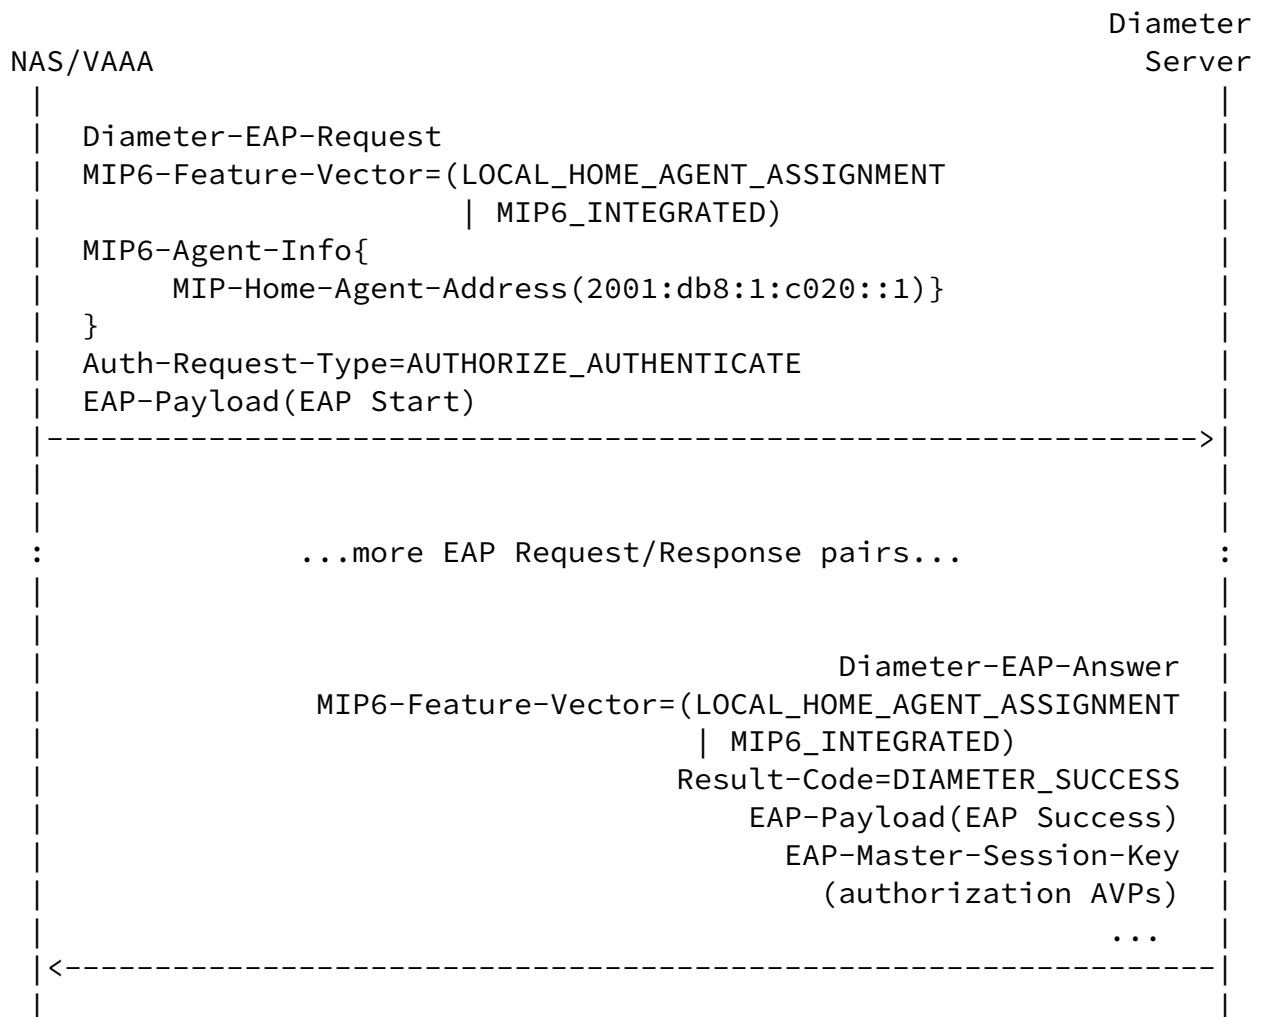 Diameter
NAS/VAAA Server
| |
| Diameter-EAP-Request |
| MIP6-Feature-Vector=(LOCAL_HOME_AGENT_ASSIGNMENT |
| | MIP6_INTEGRATED) |
| MIP6-Agent-Info{ |
| MIP-Home-Agent-Address(2001:db8:1:c020::1)} |
| } |
| Auth-Request-Type=AUTHORIZE_AUTHENTICATE |
| EAP-Payload(EAP Start) |
|---------------------------------------------------------------->|
| |
| |
: ...more EAP Request/Response pairs... :
| |
| |
| Diameter-EAP-Answer |
| MIP6-Feature-Vector=(LOCAL_HOME_AGENT_ASSIGNMENT |
| | MIP6_INTEGRATED) |
| Result-Code=DIAMETER_SUCCESS |
| EAP-Payload(EAP Success) |
| EAP-Master-Session-Key |
| (authorization AVPs) |
| ... |
|<----------------------------------------------------------------|
| |